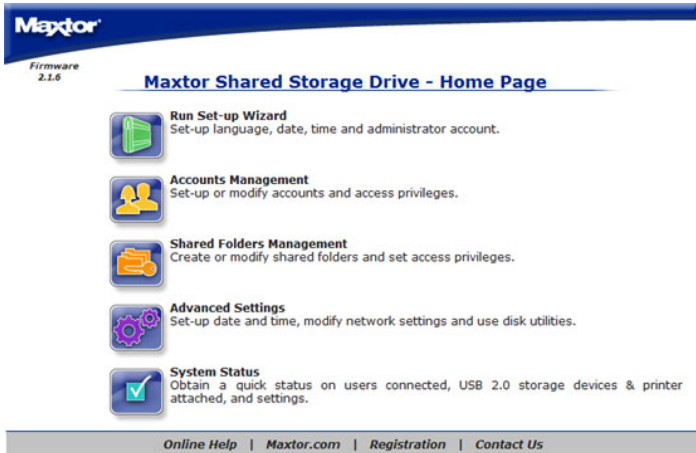 Maxtor
Firmware
2.1.6
Maxtor Shared Storage Drive - Home Page
Run Set-up Wizard
Set-up language, date, time and administrator account.
Accounts Management
Set-up or modify accounts and access privileges.
Shared Folders Management
Create or modify shared folders and set access privileges.
Advanced Settings
Set-up date and time, modify network settings and use disk utilities.
System Status
Obtain a quick status on users connected, USB 2.0 storage devices & printer
attached, and settings.
Online Help | Maxtor.com | Registration | Contact Us